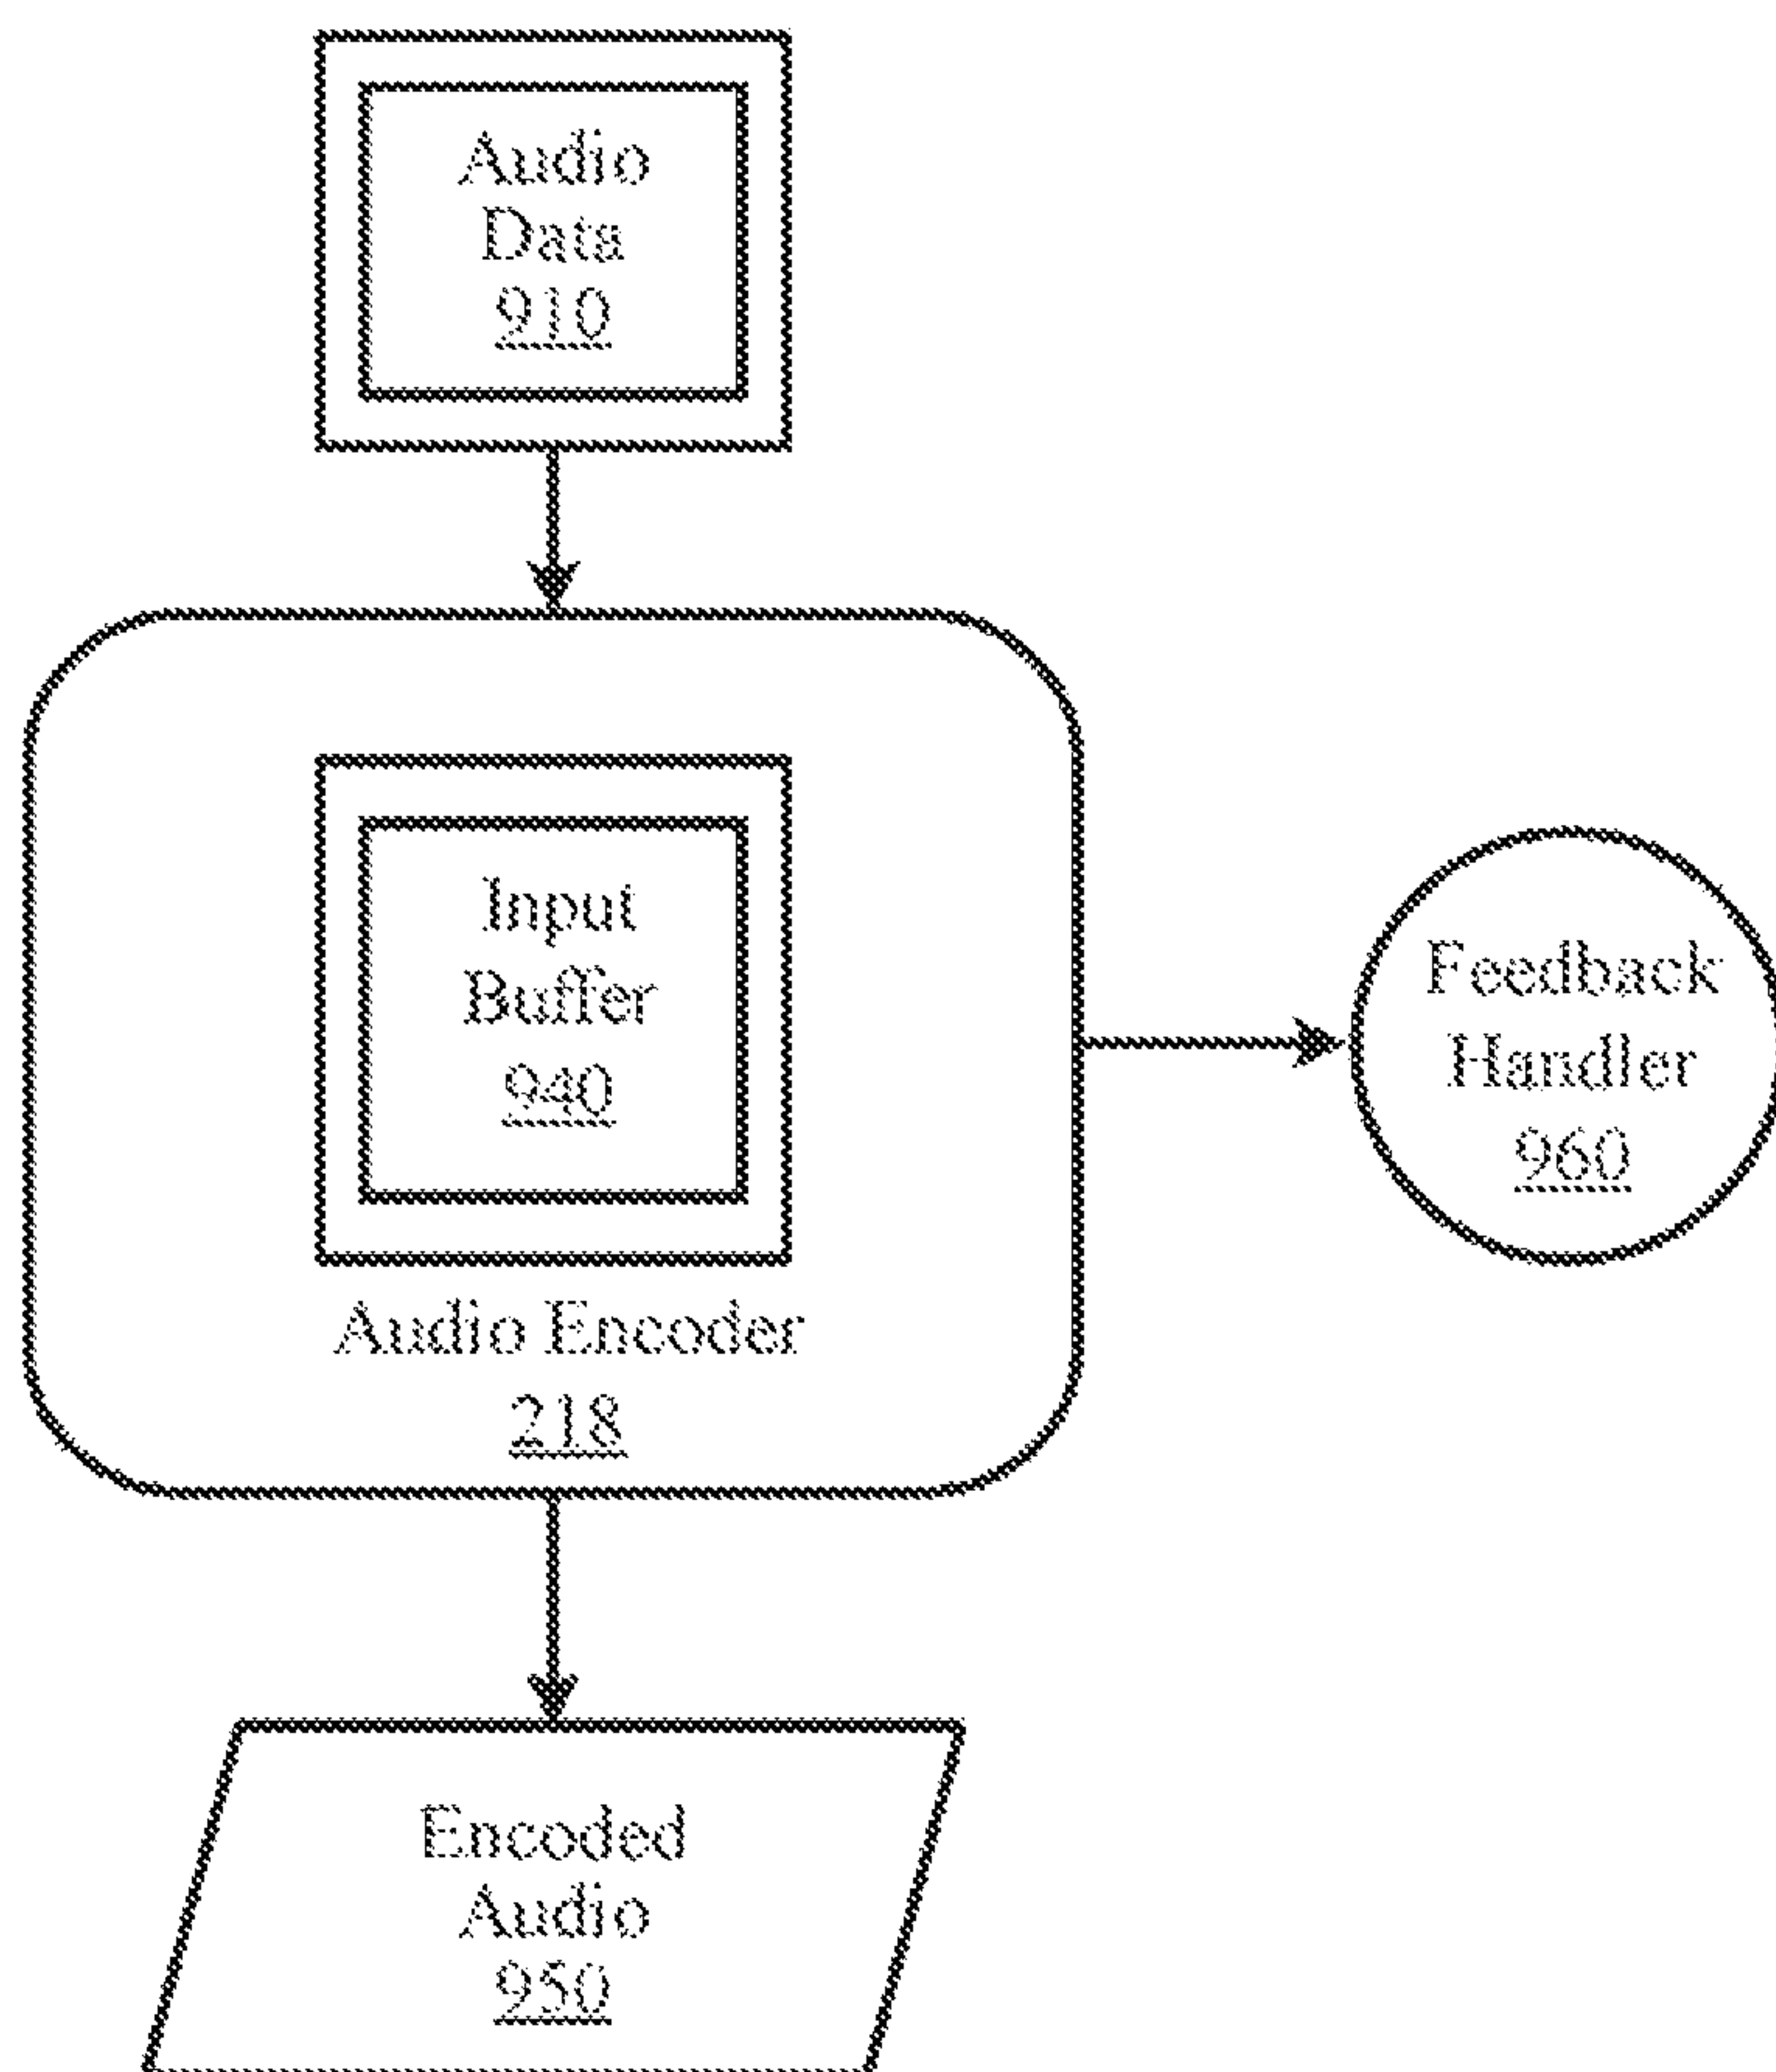 Audio
Data
910
Input
Buffer
940
Audio Encoder
218
Feedback
Handler
960
Encoded
Audio
950